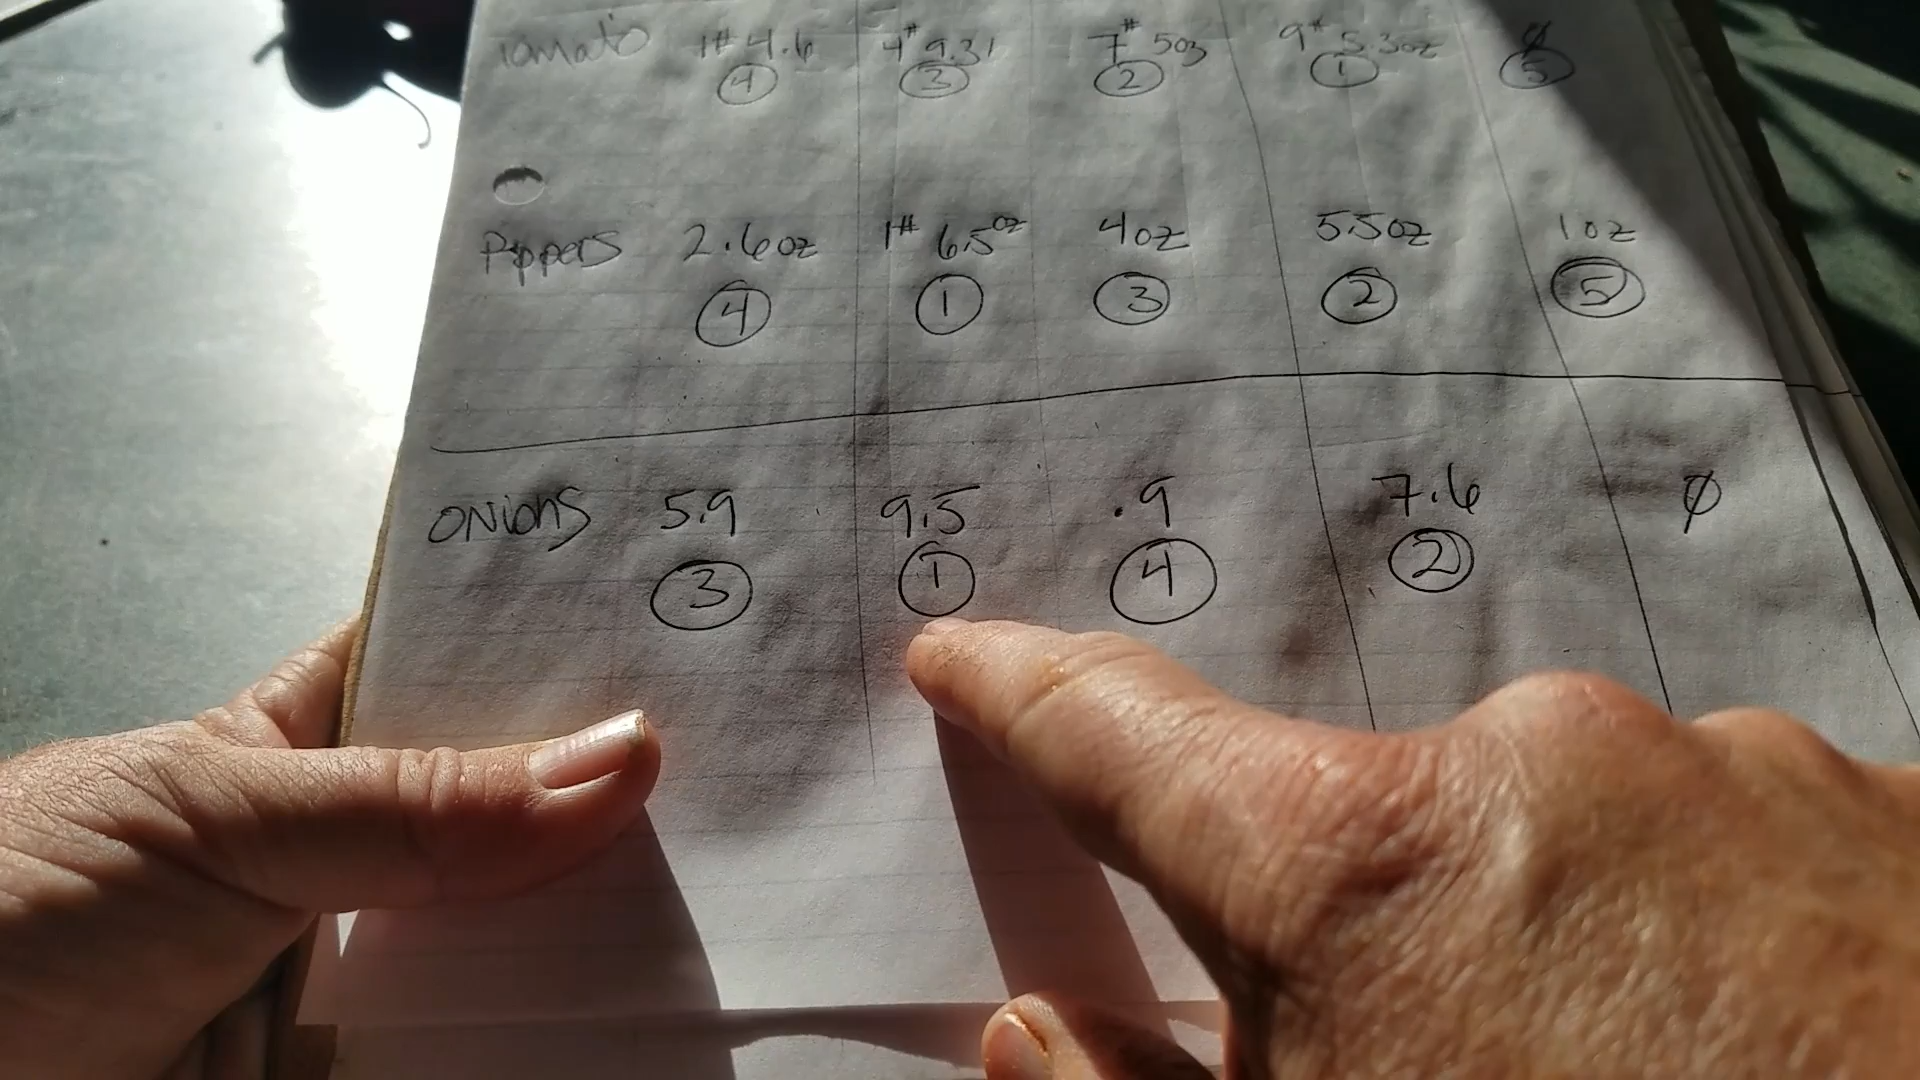 Tomato 1# 4.6 4# 9.31 7# 5oz 9# 5.3oz 0
4 3 2 1 5
Peppers 2.6oz 1# 6.5oz 4oz 5.5oz 1oz
4 1 3 2 5
ONIONS 5.9 9.5 .9 7.6 0
3 1 4 2